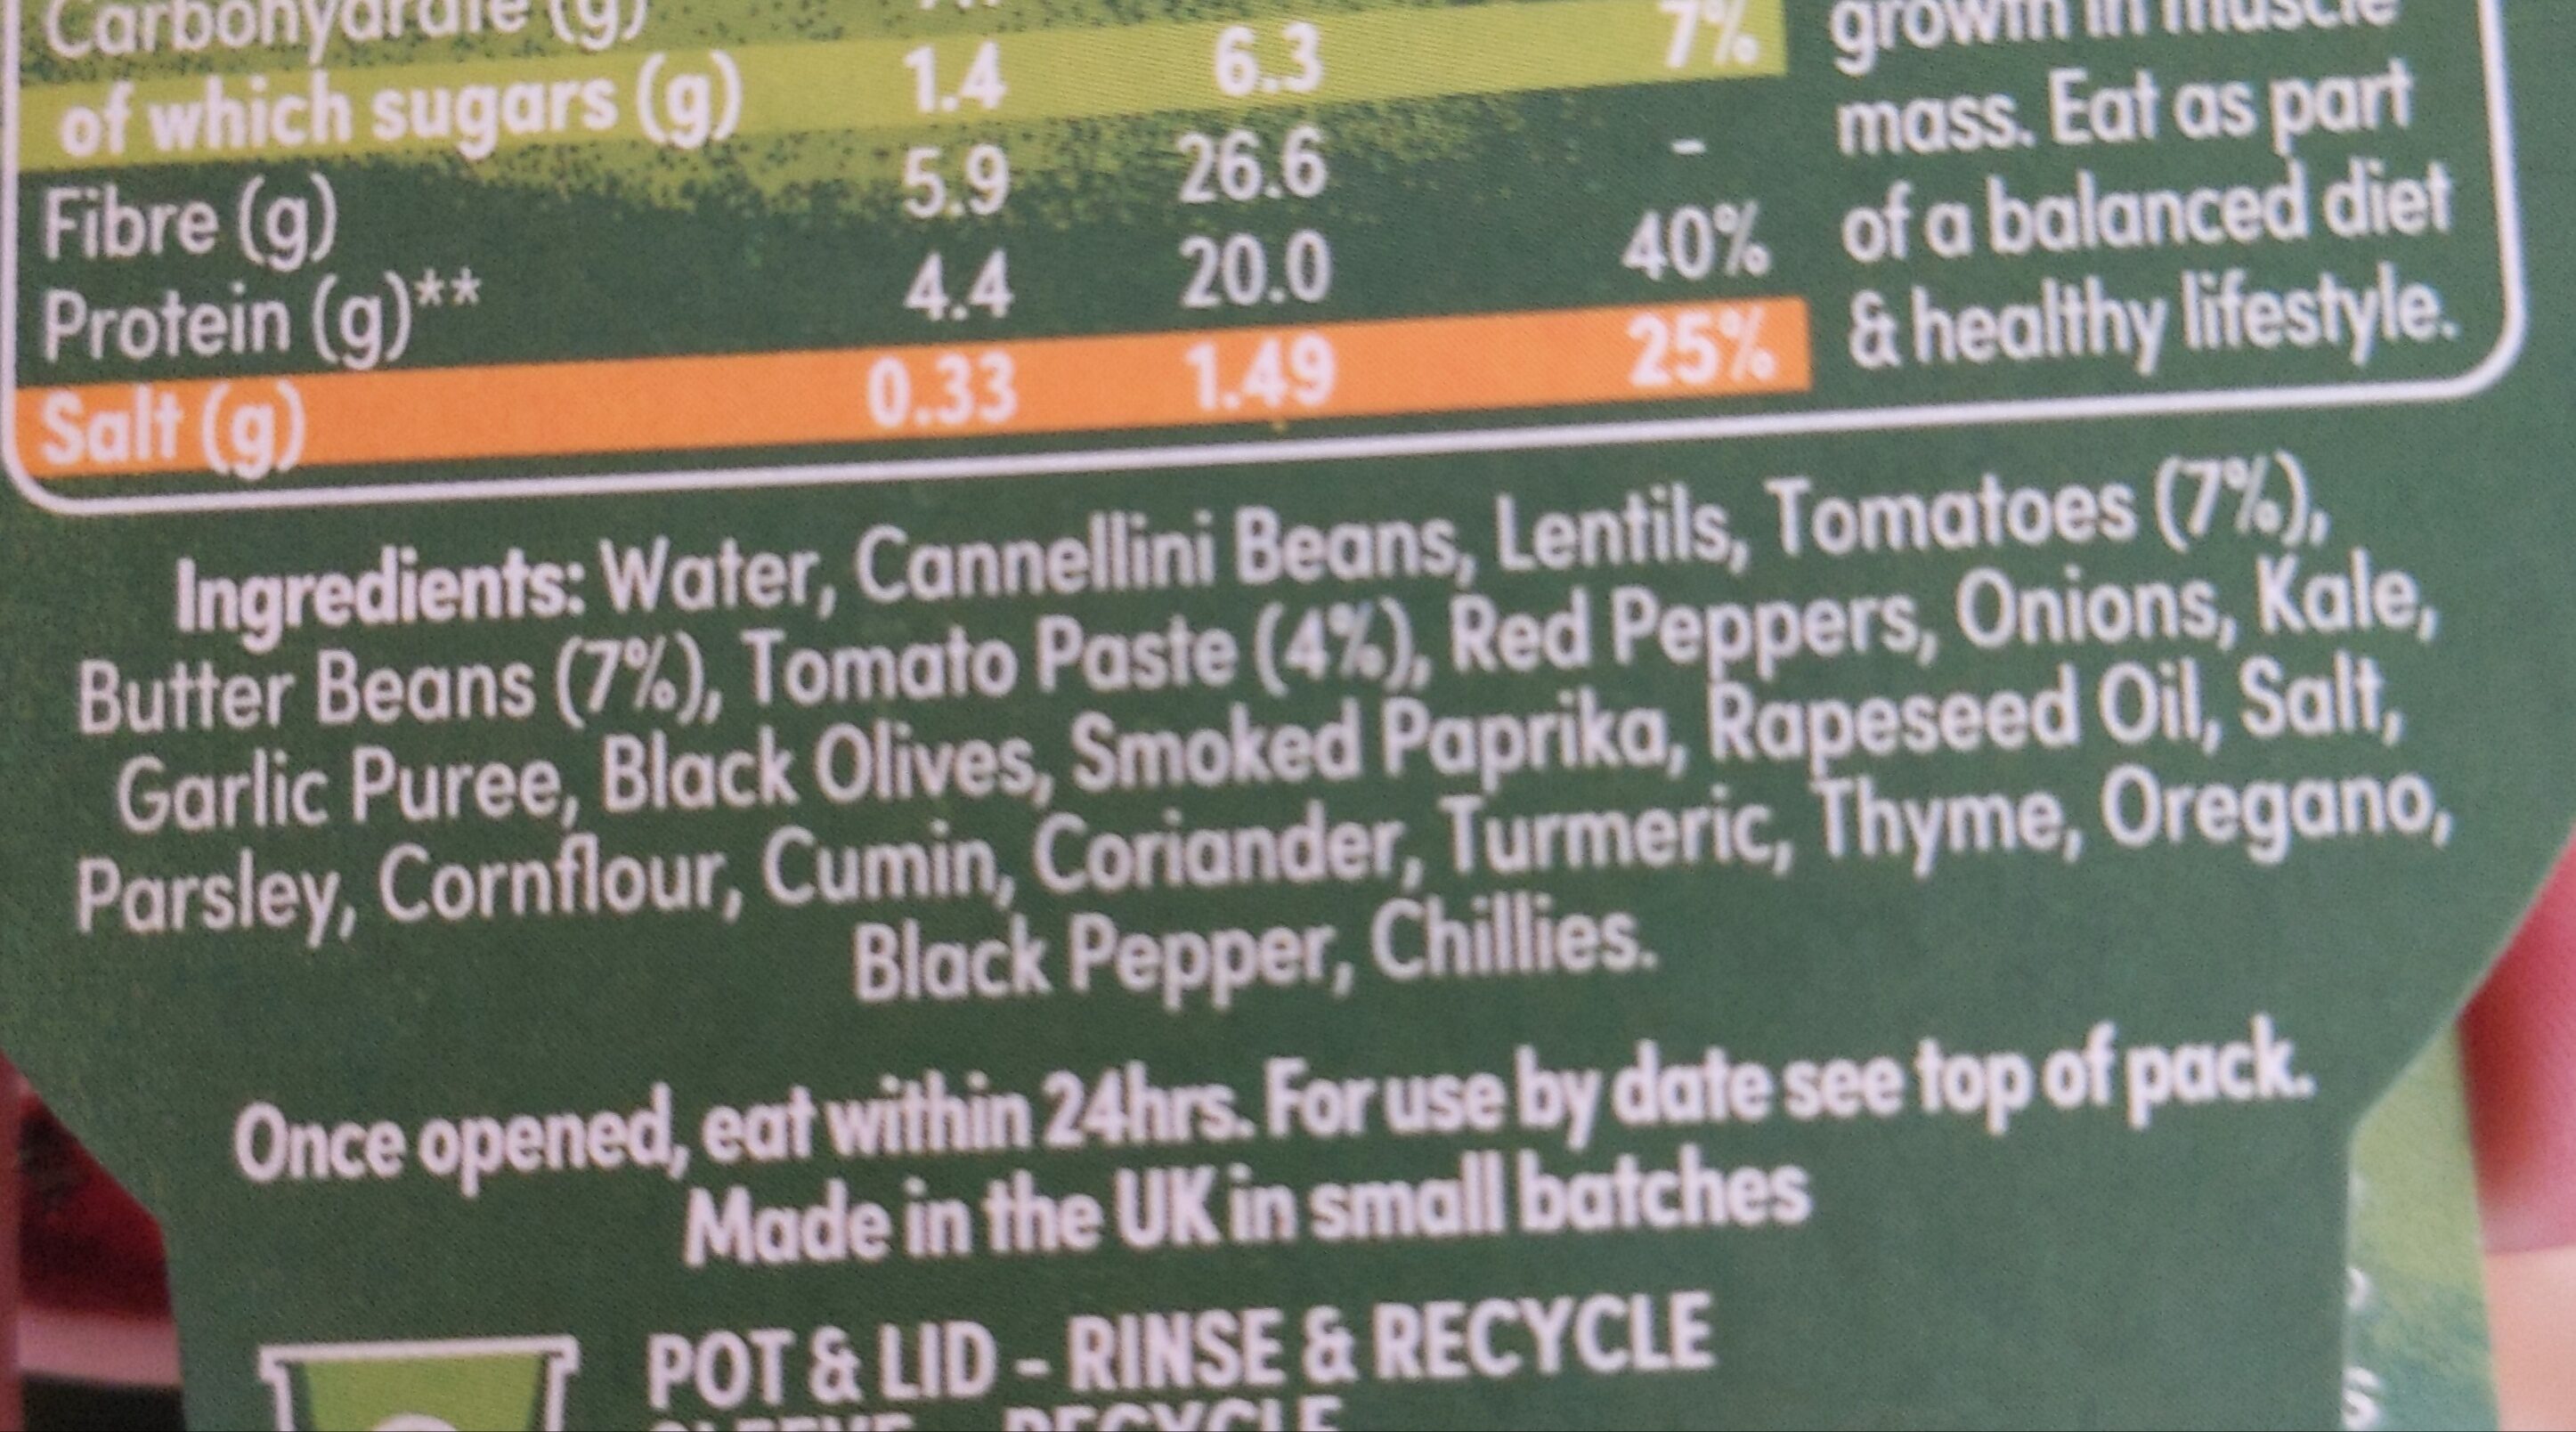 Carbohydrate (g)
of which sugars (g) 1.4 6.3 7%
Fibre (g) 5.9 26.6 -
Protein (g)** 4.4 20.0 40%
Salt (g) 0.33 1.49 25%
growth in muscle
mass. Eat as part
of a balanced diet
& healthy lifestyle.
Ingredients: Water, Cannellini Beans, Lentils, Tomatoes (7%),
Butter Beans (7%), Tomato Paste (4%), Red Peppers, Onions, Kale,
Garlic Puree, Black Olives, Smoked Paprika, Rapeseed Oil, Salt,
Parsley, Cornflour, Cumin, Coriander, Turmeric, Thyme, Oregano,
Black Pepper, Chillies.
Once opened, eat within 24hrs. For use by date see top of pack.
Made in the UK in small batches
POT & LID - RINSE & RECYCLE
SLEEVE - RECYCLE